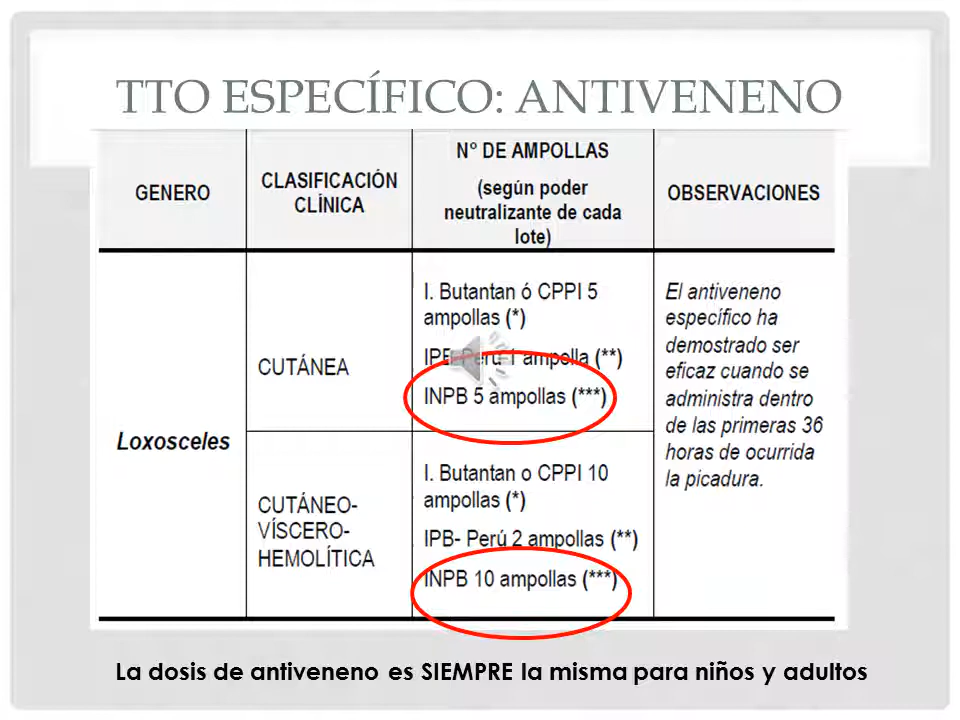 TTO ESPECÍFICO: ANTIVENENO
GENERO
CLASIFICACIÓN
CLÍNICA
N° DE AMPOLLAS
(según poder
neutralizante de cada
lote)
OBSERVACIONES
Loxosceles
CUTÁNEA
I. Butantan ó CPPI 5
ampollas (*)
IPB- Perú 1 ampolla (**)
INPB 5 ampollas (***)
El antiveneno
específico ha
demostrado ser
eficaz cuando se
administra dentro
de las primeras 36
horas de ocurrida
la picadura.
CUTÁNEO-
VÍSCERO-
HEMOLÍTICA
I. Butantan o CPPI 10
ampollas (*)
IPB- Perú 2 ampollas (**)
INPB 10 ampollas (***)
La dosis de antiveneno es SIEMPRE la misma para niños y adultos